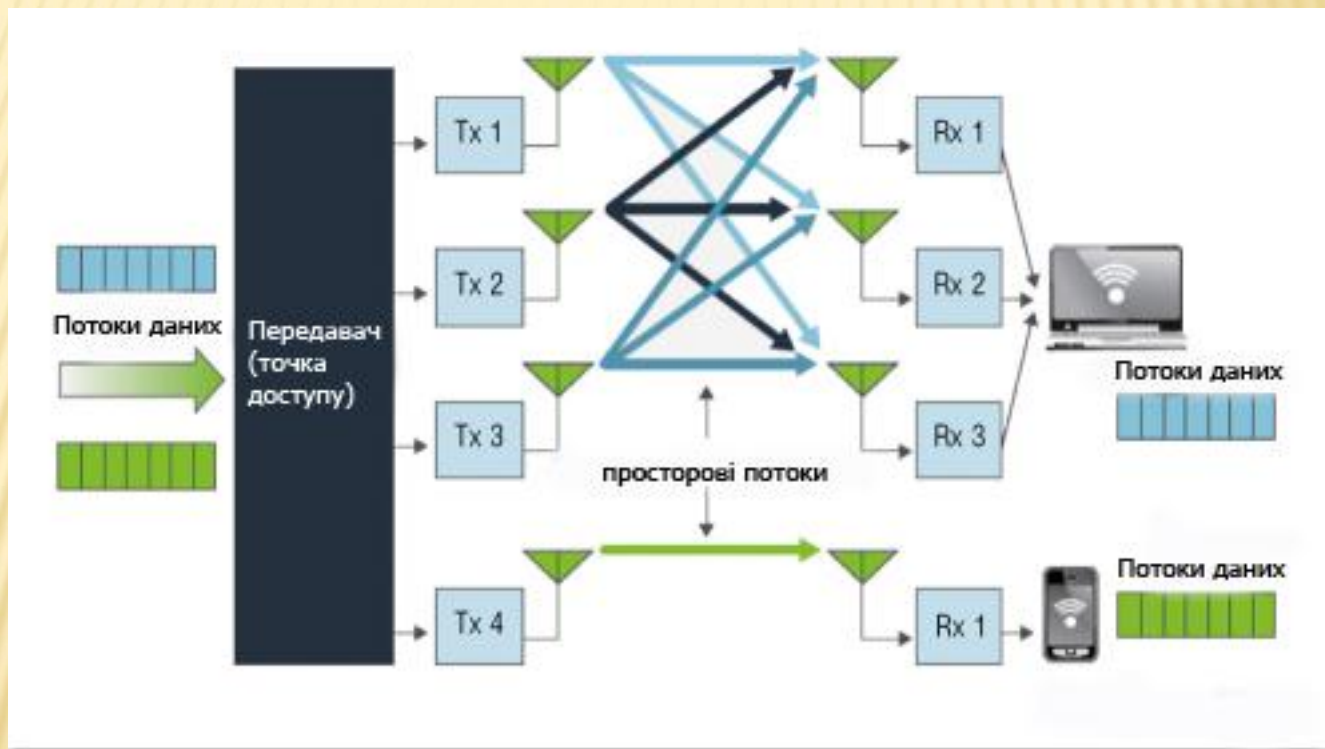 Потоки даних
Передавач
(точка
доступу)
Tx 1
Tx 2
Tx 3
Tx 4
просторові потоки
Rx 1
Rx 2
Rx 3
Rx 1
Потоки даних
Потоки даних